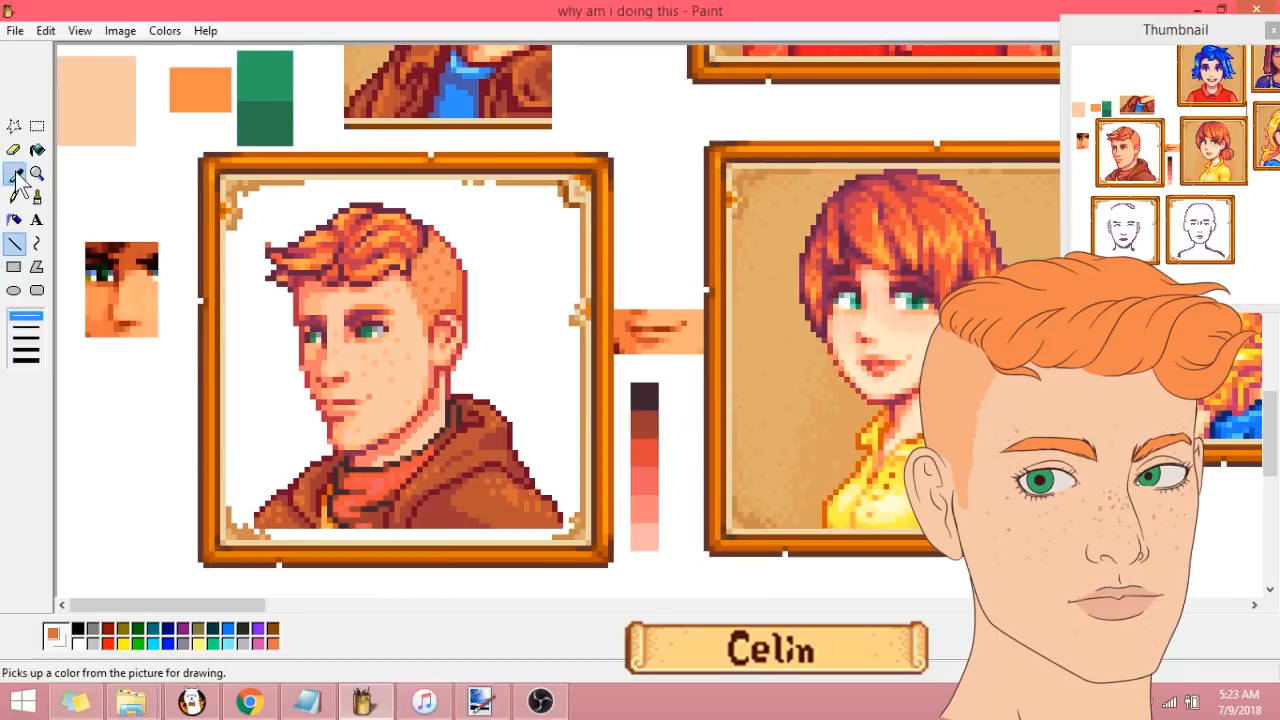 why am i doing this - Paint
File Edit View Image Colors Help
Thumbnail
A
Celin
Picks up a color from the picture for drawing.
5:23 AM
7/9/2018